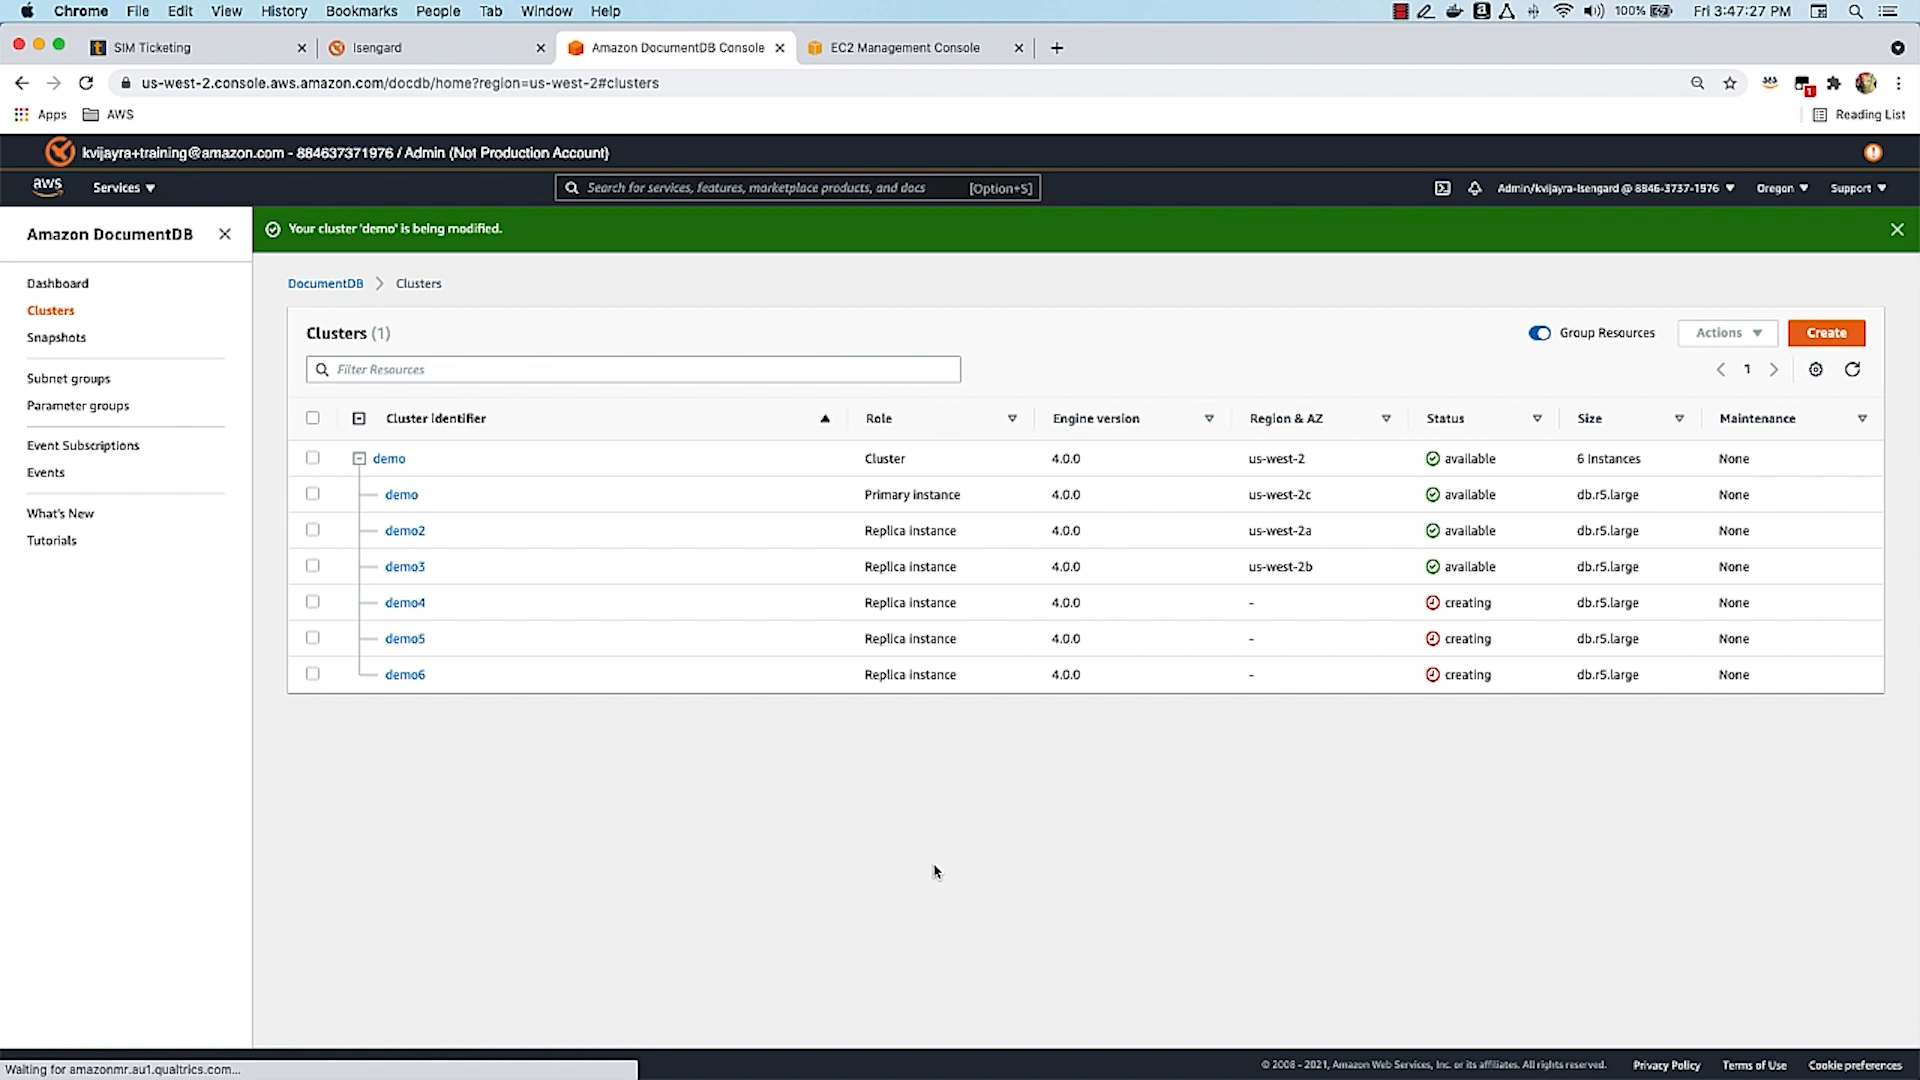 Chrome File Edit View History Bookmarks People Tab Window Help 100% Fri 3:47:27 PM
SIM Ticketing Isengard Amazon DocumentDB Console EC2 Management Console
us-west-2.console.aws.amazon.com/docdb/home?region=us-west-2#clusters
Apps AWS Reading List
kvijayra+training@amazon.com - 884637371976 / Admin (Not Production Account)
aws Services Search for services, features, marketplace products, and docs [Option+S] Admin/kvijayra-Isengard @ 8846-3737-1976 Oregon Support
Amazon DocumentDB
Dashboard
Clusters
Snapshots
Subnet groups
Parameter groups
Event Subscriptions
Events
What's New
Tutorials
Your cluster 'demo' is being modified.
DocumentDB Clusters
Clusters (1) Group Resources Actions Create
Filter Resources 1
Cluster identifier Role Engine version Region & AZ Status Size Maintenance
demo Cluster 4.0.0 us-west-2 available 6 Instances None
demo Primary instance 4.0.0 us-west-2c available db.r5.large None
demo2 Replica instance 4.0.0 us-west-2a available db.r5.large None
demo3 Replica instance 4.0.0 us-west-2b available db.r5.large None
demo4 Replica instance 4.0.0 - creating db.r5.large None
demo5 Replica instance 4.0.0 - creating db.r5.large None
demo6 Replica instance 4.0.0 - creating db.r5.large None
Waiting for amazonmr.au1.qualtrics.com...
© 2008 - 2021, Amazon Web Services, Inc. or its affiliates. All rights reserved. Privacy Policy Terms of Use Cookie preferences